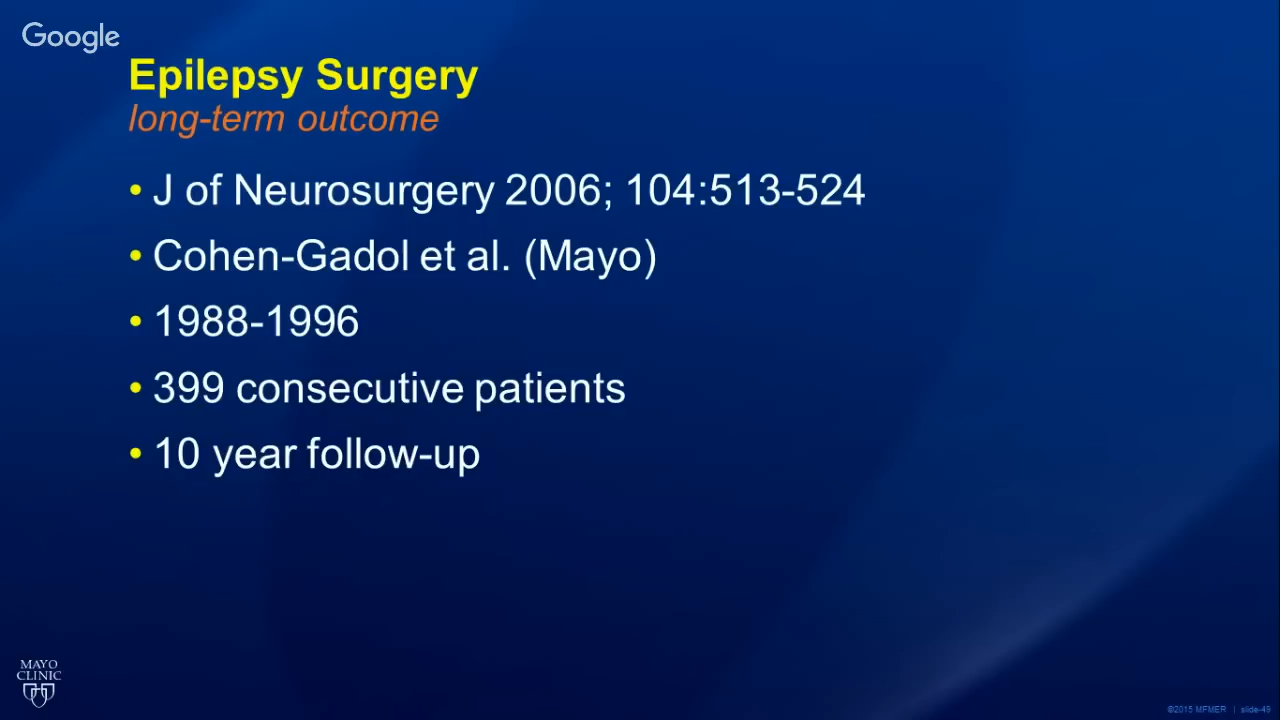 Google
Epilepsy Surgery
long-term outcome
• J of Neurosurgery 2006; 104:513-524
• Cohen-Gadol et al. (Mayo)
• 1988-1996
• 399 consecutive patients
• 10 year follow-up
MAYO
CLINIC
©2015 MFMER | slide-49